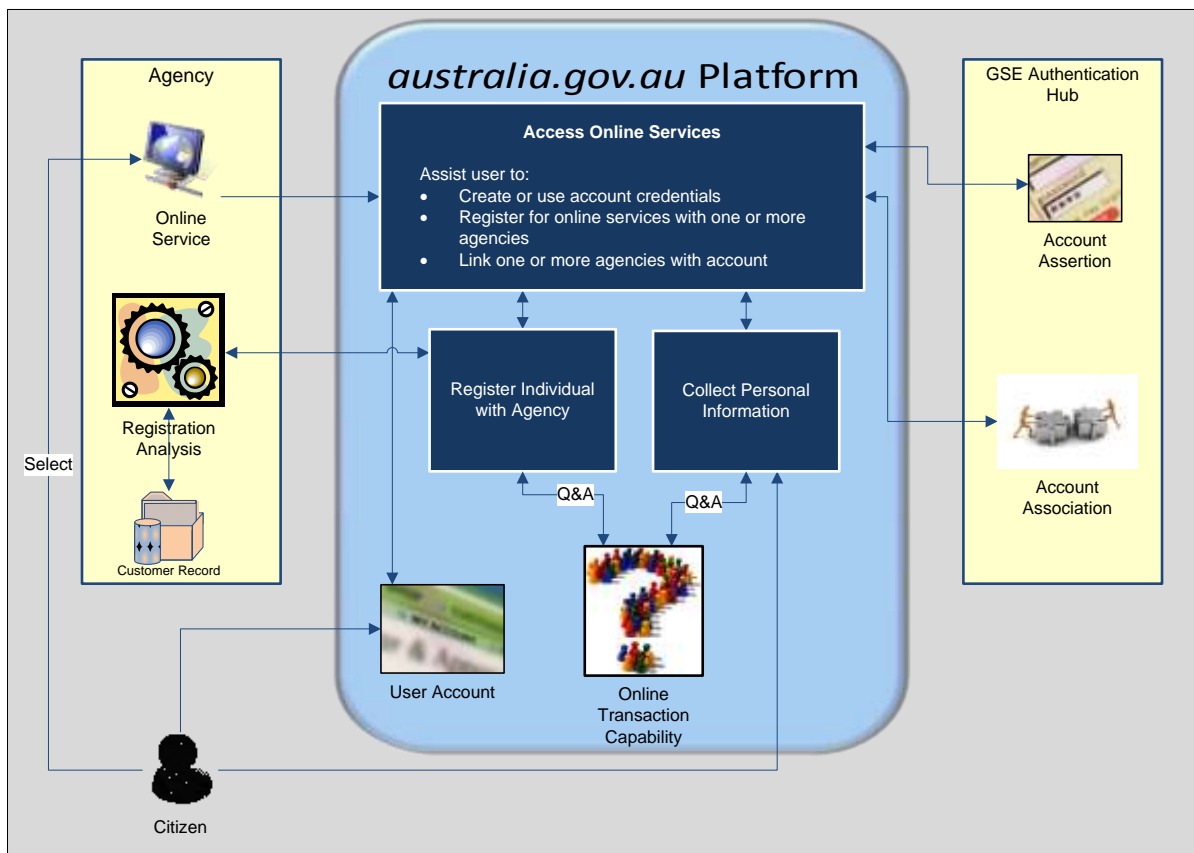 australia.gov.au Platform
Agency
Online
Service
Registration
Analysis
Customer Record
Select
Access Online Services
Assist user to:
• Create or use account credentials
• Register for online services with one or more
agencies
• Link one or more agencies with account
Register Individual
with Agency
Collect Personal
Information
Q&A
Q&A
MY ACCOUNT
User Account
Online
Transaction
Capability
GSE Authentication
Hub
Account
Assertion
Account
Association
Citizen